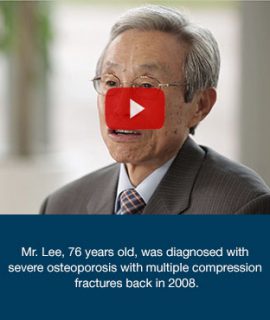 Mr. Lee, 76 years old, was diagnosed with
severe osteoporosis with multiple compression
fractures back in 2008.